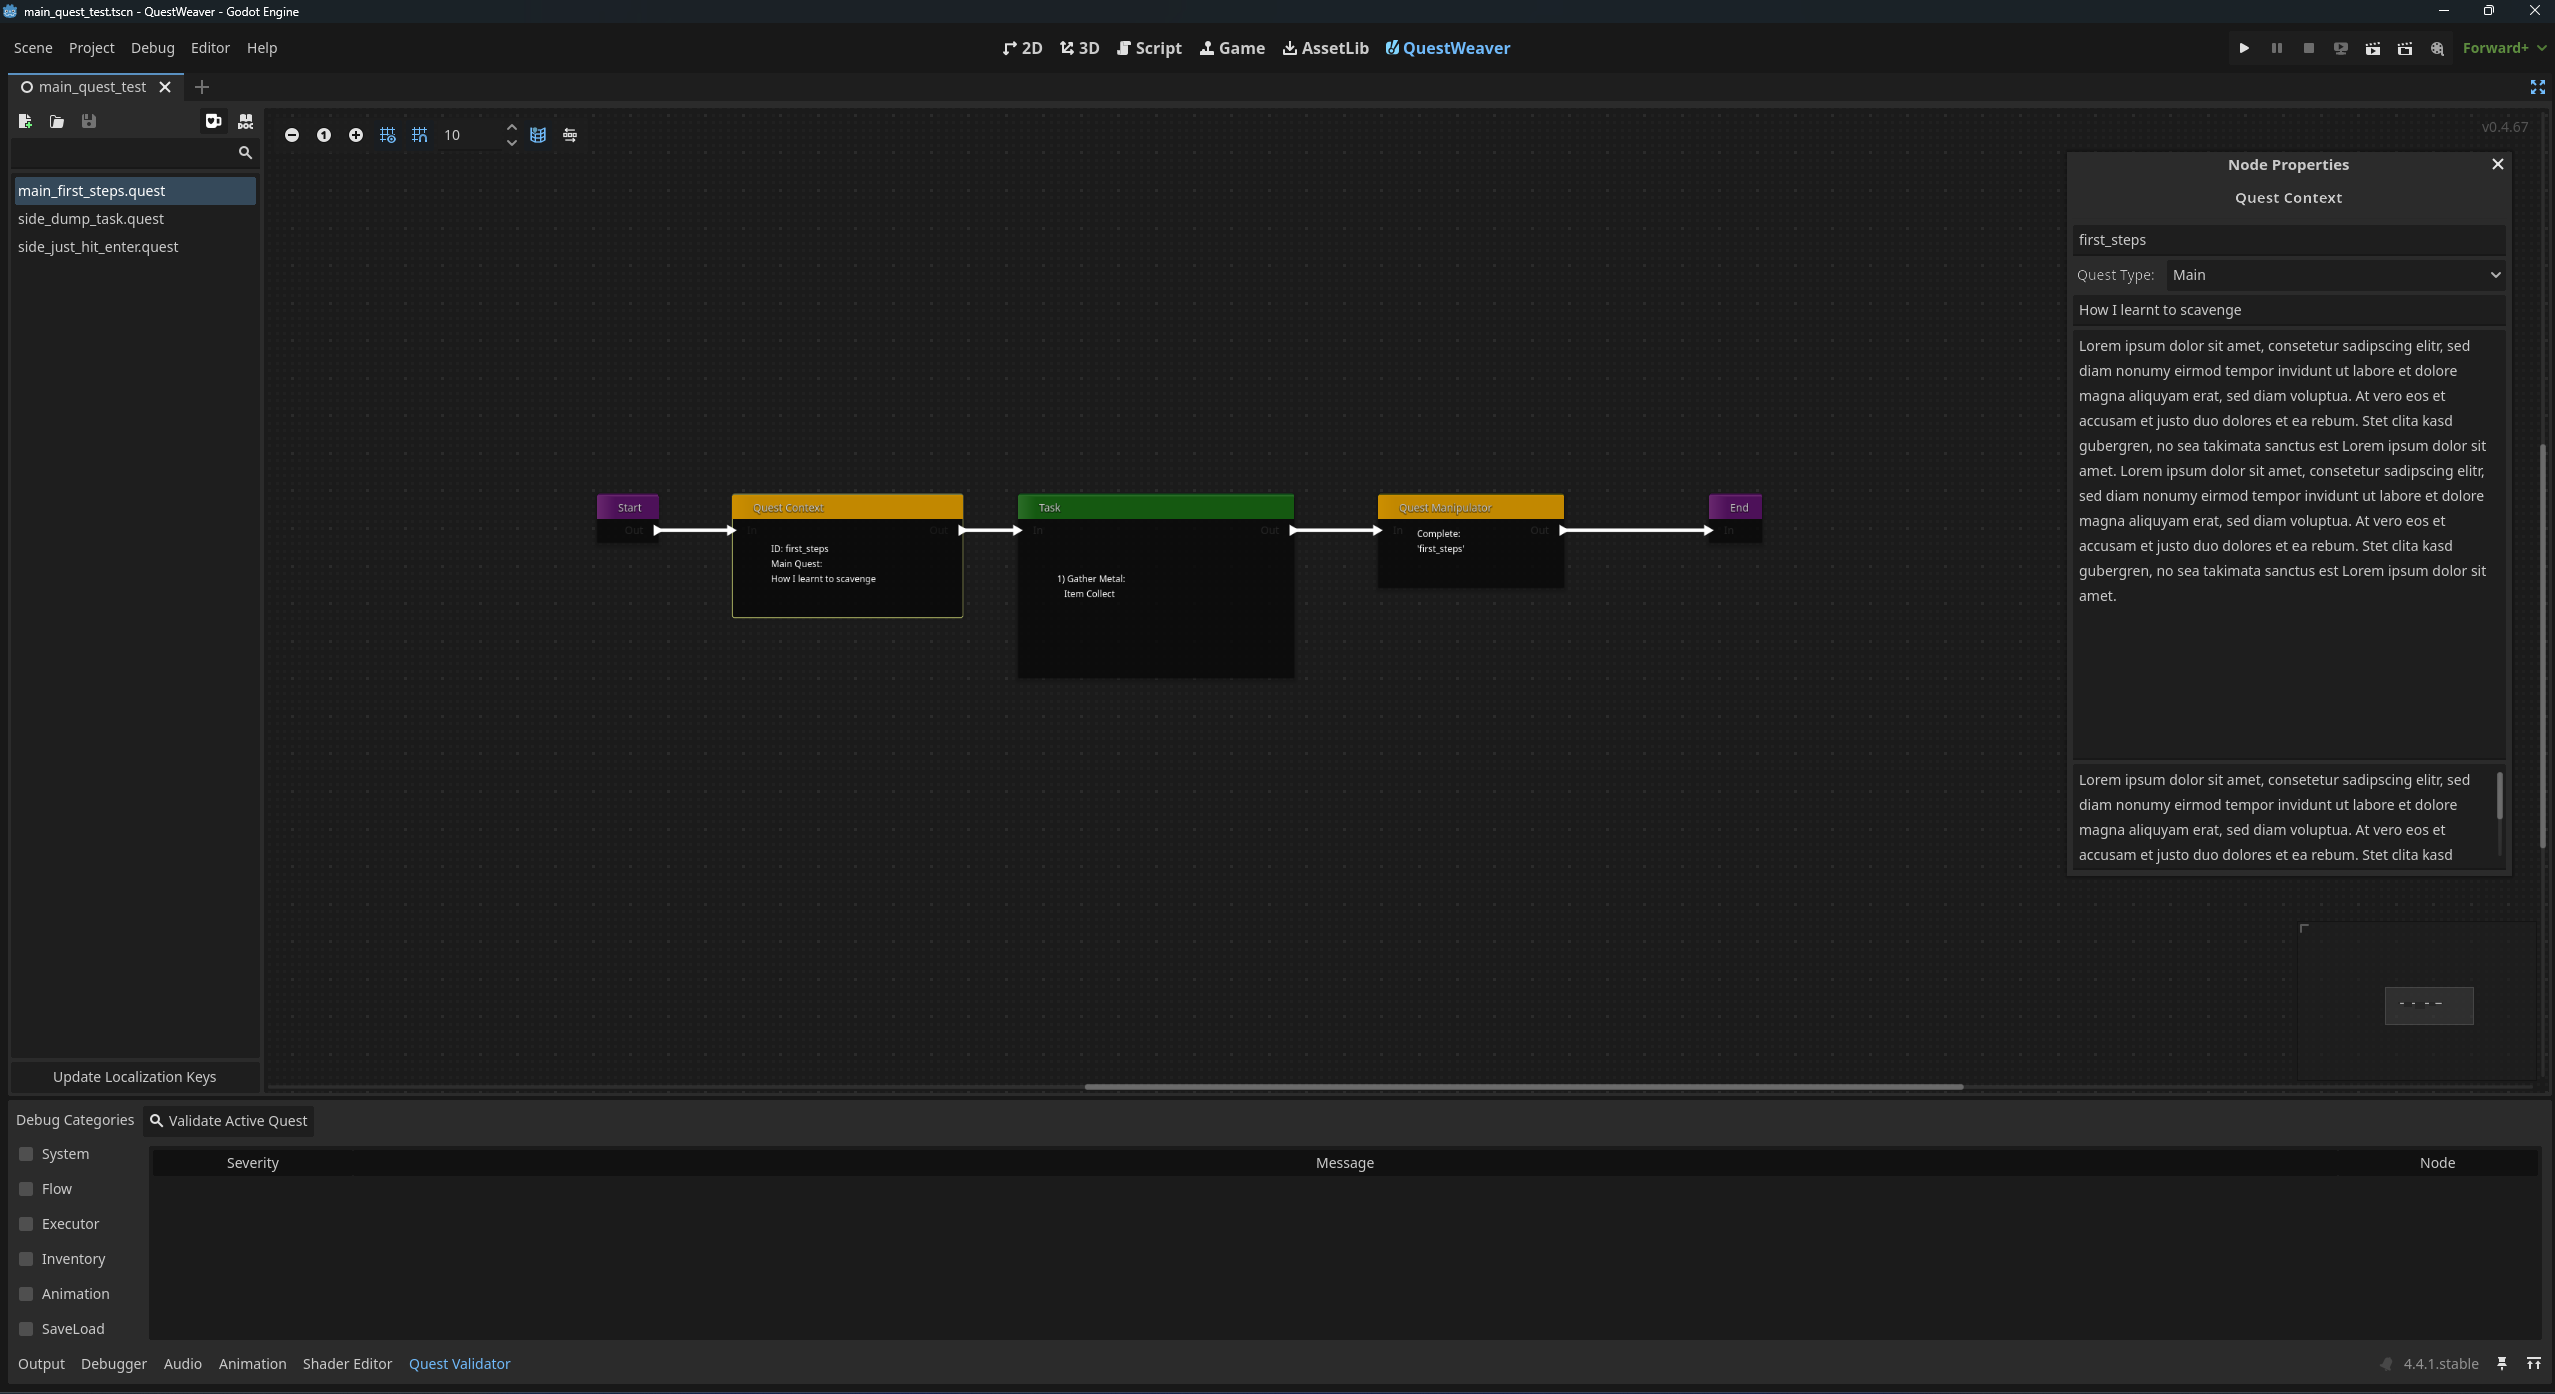 main_quest_test.tscn - QuestWeaver - Godot Engine
Scene Project Debug Editor Help
2D 3D Script Game AssetLib QuestWeaver
Forward+
main_quest_test
10
v0.4.67
main_first_steps.quest
side_dump_task.quest
side_just_hit_enter.quest
Update Localization Keys
Start
Out
Quest Context
In Out
ID: first_steps
Main Quest:
How I learnt to scavenge
Task
In Out
1) Gather Metal:
Item Collect
Quest Manipulator
In Out
Complete:
'first_steps'
End
In
Node Properties
Quest Context
first_steps
Quest Type: Main
How I learnt to scavenge
Lorem ipsum dolor sit amet, consetetur sadipscing elitr, sed
diam nonumy eirmod tempor invidunt ut labore et dolore
magna aliquyam erat, sed diam voluptua. At vero eos et
accusam et justo duo dolores et ea rebum. Stet clita kasd
gubergren, no sea takimata sanctus est Lorem ipsum dolor sit
amet. Lorem ipsum dolor sit amet, consetetur sadipscing elitr,
sed diam nonumy eirmod tempor invidunt ut labore et dolore
magna aliquyam erat, sed diam voluptua. At vero eos et
accusam et justo duo dolores et ea rebum. Stet clita kasd
gubergren, no sea takimata sanctus est Lorem ipsum dolor sit
amet.
Lorem ipsum dolor sit amet, consetetur sadipscing elitr, sed
diam nonumy eirmod tempor invidunt ut labore et dolore
magna aliquyam erat, sed diam voluptua. At vero eos et
accusam et justo duo dolores et ea rebum. Stet clita kasd
Debug Categories
Validate Active Quest
System
Flow
Executor
Inventory
Animation
SaveLoad
Severity Message Node
Output Debugger Audio Animation Shader Editor Quest Validator
4.4.1.stable